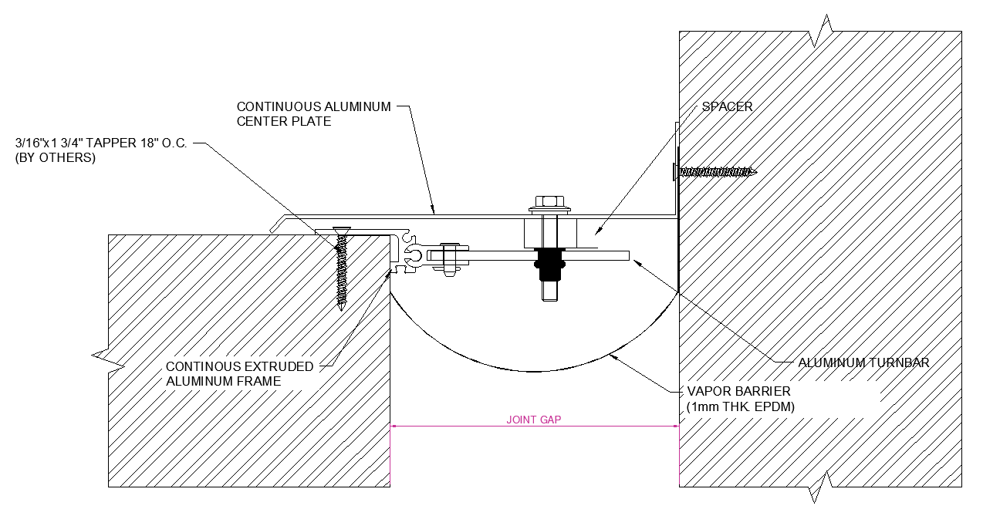 CONTINUOUS ALUMINUM
CENTER PLATE
SPACER
3/16"x1 3/4" TAPPER 18" O.C.
(BY OTHERS)
CONTINOUS EXTRUDED
ALUMINUM FRAME
ALUMINUM TURNBAR
VAPOR BARRIER
(1mm THK. EPDM)
JOINT GAP